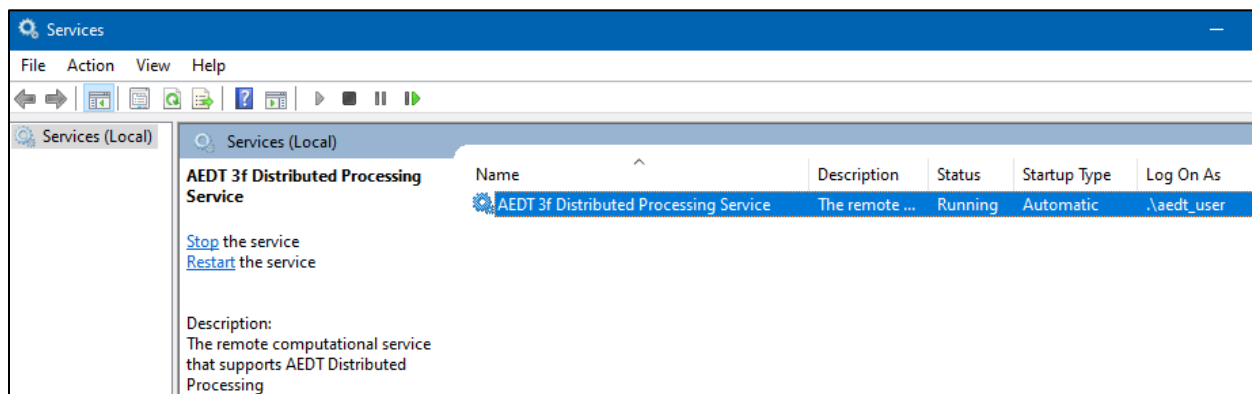 Services
File Action View Help
Services (Local)
Services (Local)
AEDT 3f Distributed Processing
Service
Stop the service
Restart the service
Description:
The remote computational service
that supports AEDT Distributed
Processing
Name Description Status Startup Type Log On As
AEDT 3f Distributed Processing Service The remote ... Running Automatic .\aedt_user